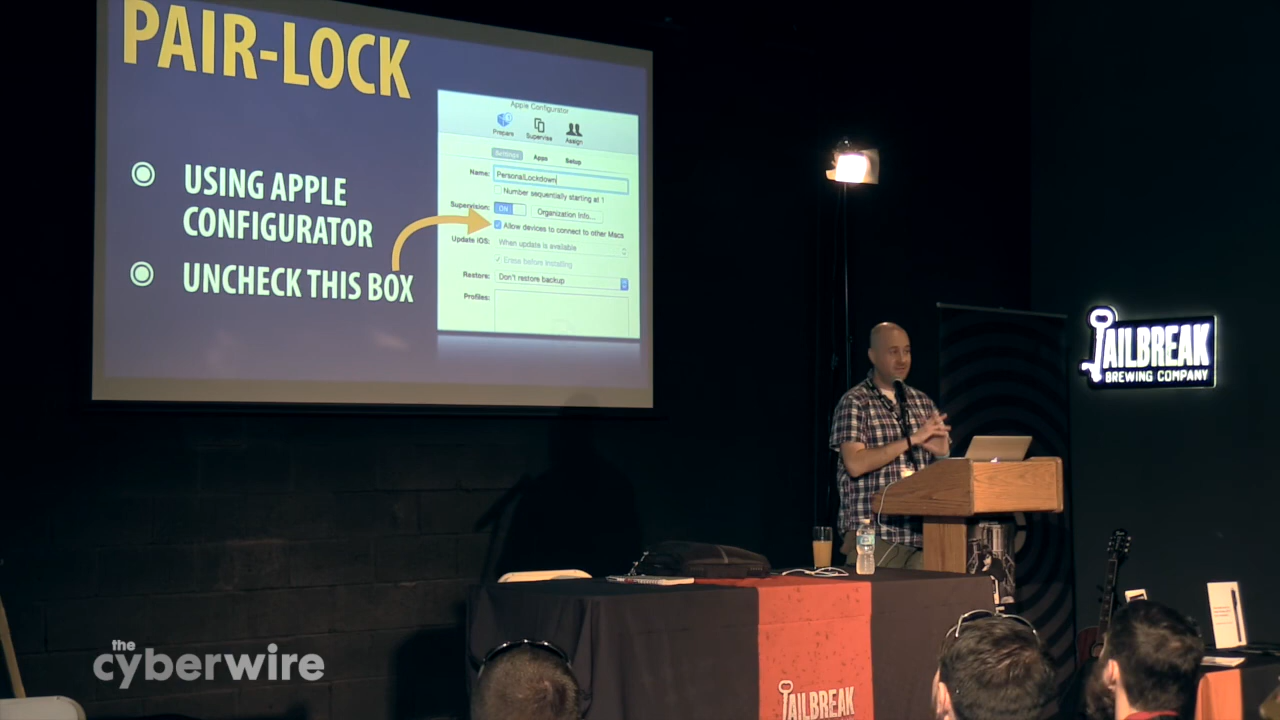 PAIR-LOCK
USING APPLE
CONFIGURATOR
UNCHECK THIS BOX
Apple Configurator
Prepare
Supervise
Assign
Settings
Apps
Setup
Name:
PersonalLockdown
Number sequentially starting at 1
Supervision:
ON
Organization Info...
Allow devices to connect to other Macs
Update iOS:
When update is available
Erase before installing
Restore:
Don't restore backup
Profiles:
JAILBREAK
BREWING COMPANY
the
cyberwire
JAILBREAK